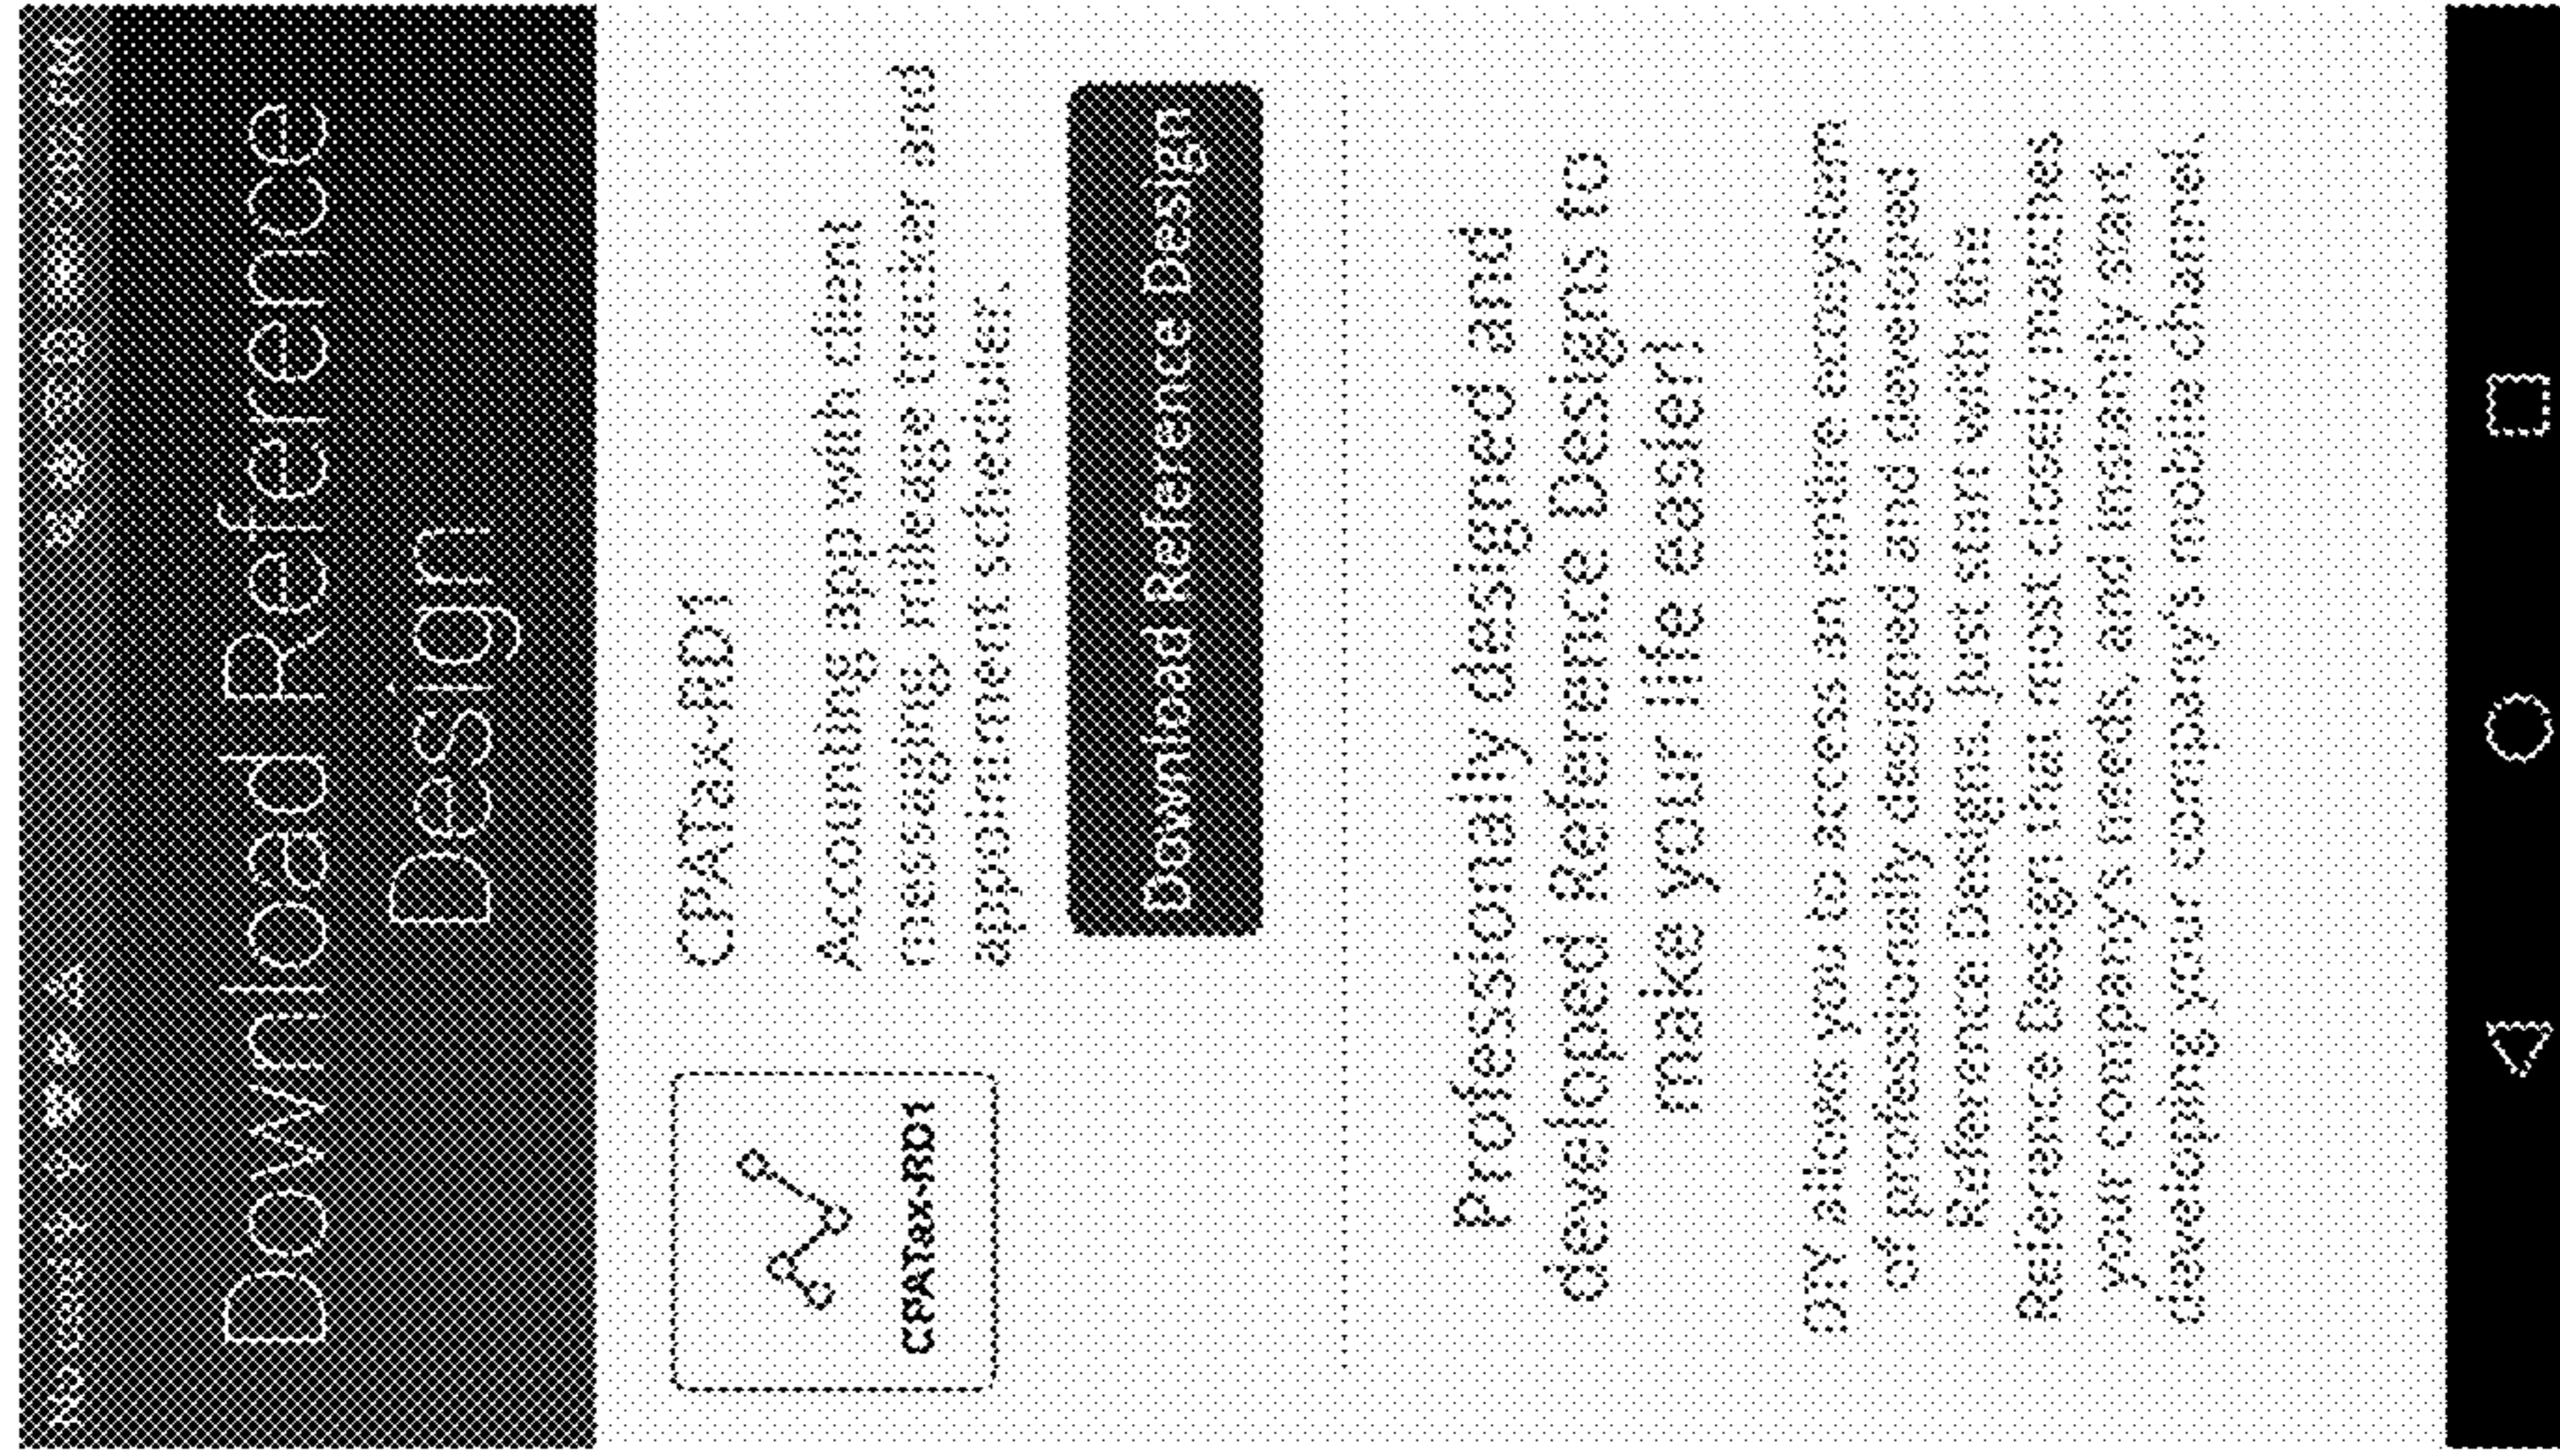 No
PM
Download Reference
Design
CPATax-RD1
CPATax-RD1
Accounting app with client
messaging, mileage tracker and
appointment scheduler.
Download Reference Design
Professionally designed and
developed Reference Designs to
make your life easier!
allows you to access an entire ecosystem
of professionally designed and developed
Reference Designs. Just start with the
Reference Design that most closely matches
your company's needs, and instantly start
developing your company's mobile channel.